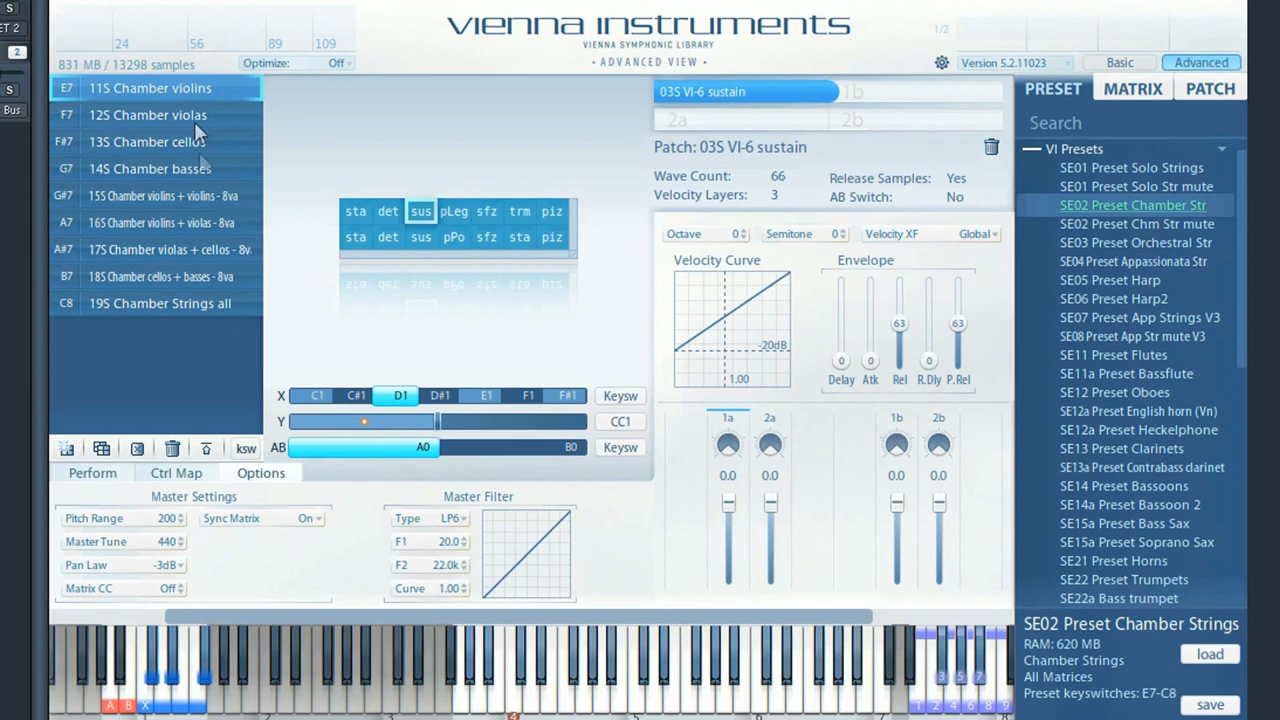 S
ET 2
2
S
Bus
24 56 89 109
831 MB / 13298 samples
Optimize: Off
vienna instruments
VIENNA SYMPHONIC LIBRARY
• ADVANCED VIEW •
1/2
Version 5.2.11023
Basic
Advanced
E7 11S Chamber violins
F7 12S Chamber violas
F#7 13S Chamber cellos
G7 14S Chamber basses
G#7 15S Chamber violins + violins - 8va
A7 16S Chamber violins + violas - 8va
A#7 17S Chamber violas + cellos - 8va
B7 18S Chamber cellos + basses - 8va
C8 19S Chamber Strings all
sta det sus pLeg sfz trm piz
sta det sus pPo sfz sta piz
X C1 C#1 D1 D#1 E1 F1 F#1 Keysw
Y CC1
AB A0 B0 Keysw
ksw
03S VI-6 sustain 1b
2a 2b
Patch: 03S VI-6 sustain
Wave Count: 66
Velocity Layers: 3
Release Samples: Yes
AB Switch: No
Octave 0
Semitone 0
Velocity XF Global
Velocity Curve
-20dB
1.00
Envelope
63 63
0 0 0
Delay Atk Rel R.Dly P.Rel
1a 2a 1b 2b
0.0 0.0 0.0 0.0
Perform
Ctrl Map
Options
Master Settings
Pitch Range 200
Sync Matrix On
Master Tune 440
Pan Law -3dB
Matrix CC Off
Master Filter
Type LP6
F1 20.0
F2 22.0k
Curve 1.00
PRESET
MATRIX
PATCH
Search
VI Presets
SE01 Preset Solo Strings
SE01 Preset Solo Str mute
SE02 Preset Chamber Str
SE02 Preset Chm Str mute
SE03 Preset Orchestral Str
SE04 Preset Appassionata Str
SE05 Preset Harp
SE06 Preset Harp2
SE07 Preset App Strings V3
SE08 Preset App Str mute V3
SE11 Preset Flutes
SE11a Preset Bassflute
SE12 Preset Oboes
SE12a Preset English horn (Vn)
SE12a Preset Heckelphone
SE13 Preset Clarinets
SE13a Preset Contrabass clarinet
SE14 Preset Bassoons
SE14a Preset Bassoon 2
SE15a Preset Bass Sax
SE15a Preset Soprano Sax
SE21 Preset Horns
SE22 Preset Trumpets
SE22a Bass trumpet
SE02 Preset Chamber Strings
RAM: 620 MB
Chamber Strings
All Matrices
Preset keyswitches: E7-C8
load
save
3 5 7
A B X
1 2 4 6 8 9
2 3 4 5 6 7 8